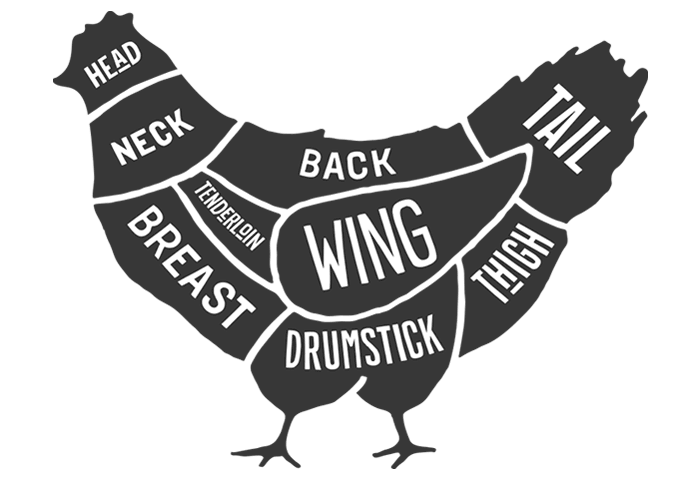 HEAD
NECK
BACK
TAIL
TENDERLOIN
WING
BREAST
THIGH
DRUMSTICK